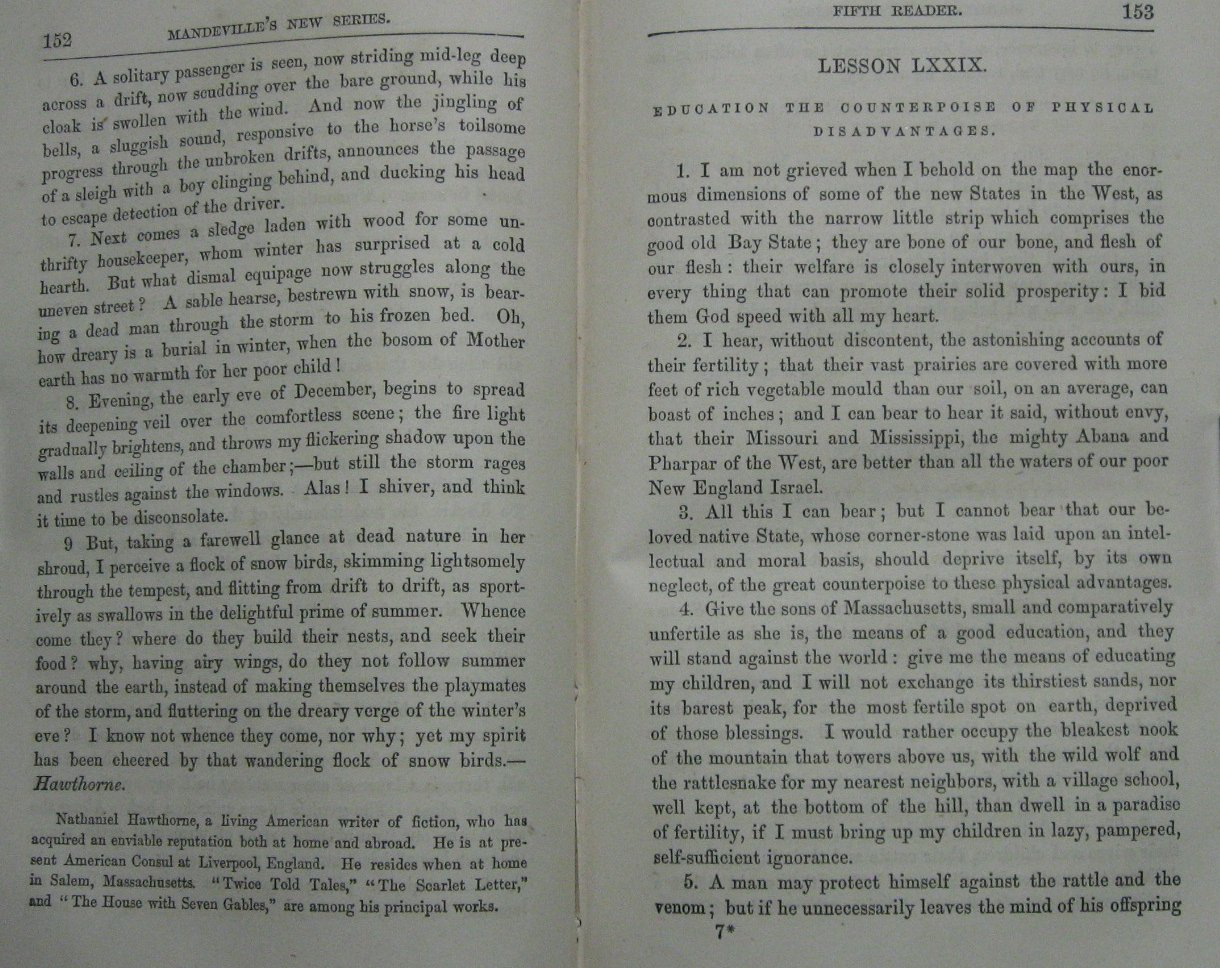 152
MANDEVILLE'S NEW SERIES.
6. A solitary passenger is seen, now striding mid-leg deep
across a drift, now scudding over the bare ground, while his
cloak is swollen with the wind. And now the jingling of
bells, a sluggish sound, responsive to the horse's toilsome
progress through the unbroken drifts, announces the passage
of a sleigh with a boy clinging behind, and ducking his head
to escape detection of the driver.
7. Next comes a sledge laden with wood for some un-
thrifty housekeeper, whom winter has surprised at a cold
hearth. But what dismal equipage now struggles along the
uneven street? A sable hearse, bestrewn with snow, is bear-
ing a dead man through the storm to his frozen bed. Oh,
how dreary is a burial in winter, when the bosom of Mother
earth has no warmth for her poor child!
8. Evening, the early eve of December, begins to spread
its deepening veil over the comfortless scene; the fire light
gradually brightens, and throws my flickering shadow upon the
walls and ceiling of the chamber;—but still the storm rages
and rustles against the windows. Alas! I shiver, and think
it time to be disconsolate.
9 But, taking a farewell glance at dead nature in her
shroud, I perceive a flock of snow birds, skimming lightsomely
through the tempest, and flitting from drift to drift, as sport-
ively as swallows in the delightful prime of summer. Whence
come they? where do they build their nests, and seek their
food? why, having airy wings, do they not follow summer
around the earth, instead of making themselves the playmates
of the storm, and fluttering on the dreary verge of the winter's
eve? I know not whence they come, nor why; yet my spirit
has been cheered by that wandering flock of snow birds.—
Hawthorne.
Nathaniel Hawthorne, a living American writer of fiction, who has
acquired an enviable reputation both at home and abroad. He is at pre-
sent American Consul at Liverpool, England. He resides when at home
in Salem, Massachusetts. "Twice Told Tales," "The Scarlet Letter,"
and "The House with Seven Gables," are among his principal works.
FIFTH READER.
153
LESSON LXXIX.
EDUCATION THE COUNTERPOISE OF PHYSICAL
DISADVANTAGES.
1. I am not grieved when I behold on the map the enor-
mous dimensions of some of the new States in the West, as
contrasted with the narrow little strip which comprises the
good old Bay State; they are bone of our bone, and flesh of
our flesh: their welfare is closely interwoven with ours, in
every thing that can promote their solid prosperity: I bid
them God speed with all my heart.
2. I hear, without discontent, the astonishing accounts of
their fertility; that their vast prairies are covered with more
feet of rich vegetable mould than our soil, on an average, can
boast of inches; and I can bear to hear it said, without envy,
that their Missouri and Mississippi, the mighty Abana and
Pharpar of the West, are better than all the waters of our poor
New England Israel.
3. All this I can bear; but I cannot bear that our be-
loved native State, whose corner-stone was laid upon an intel-
lectual and moral basis, should deprive itself, by its own
neglect, of the great counterpoise to these physical advantages.
4. Give the sons of Massachusetts, small and comparatively
unfertile as she is, the means of a good education, and they
will stand against the world: give me the means of educating
my children, and I will not exchange its thirstiest sands, nor
its barest peak, for the most fertile spot on earth, deprived
of those blessings. I would rather occupy the bleakest nook
of the mountain that towers above us, with the wild wolf and
the rattlesnake for my nearest neighbors, with a village school,
well kept, at the bottom of the hill, than dwell in a paradise
of fertility, if I must bring up my children in lazy, pampered,
self-sufficient ignorance.
5. A man may protect himself against the rattle and the
venom; but if he unnecessarily leaves the mind of his offspring
7*